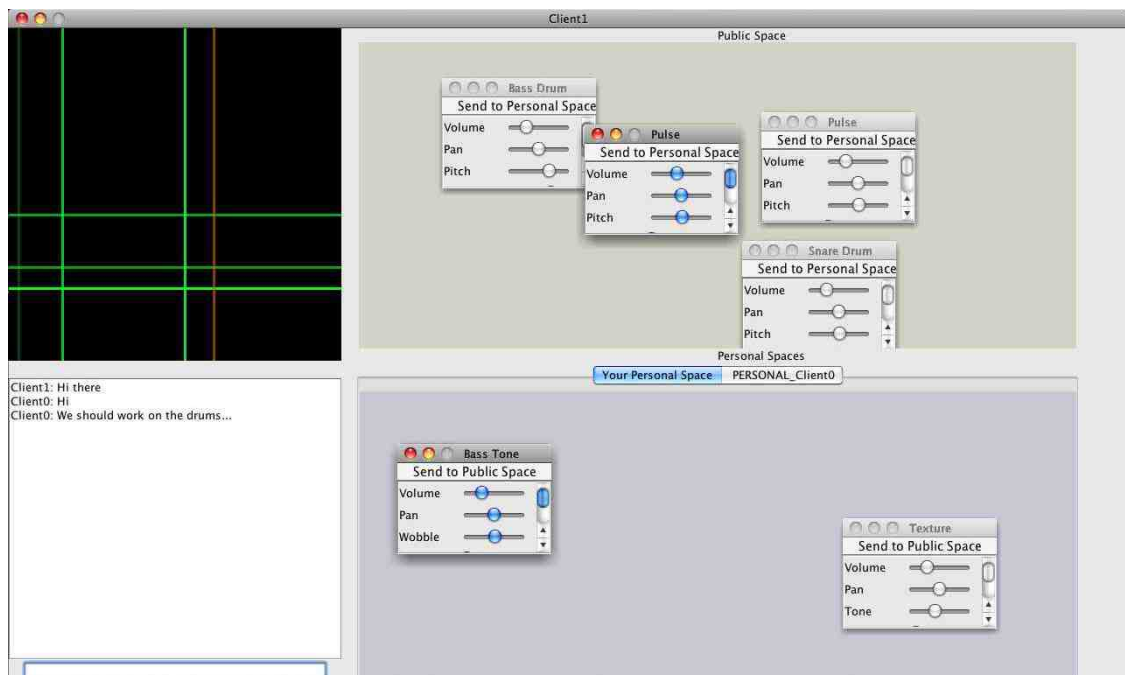 Client1
Public Space
Bass Drum
Send to Personal Space
Volume
Pan
Pitch
Pulse
Send to Personal Space
Volume
Pan
Pitch
Pulse
Send to Personal Space
Volume
Pan
Pitch
Snare Drum
Send to Personal Space
Volume
Pan
Pitch
Personal Spaces
Your Personal Space PERSONAL_Client0
Client1: Hi there
Client0: Hi
Client0: We should work on the drums...
Bass Tone
Send to Public Space
Volume
Pan
Wobble
Texture
Send to Public Space
Volume
Pan
Tone